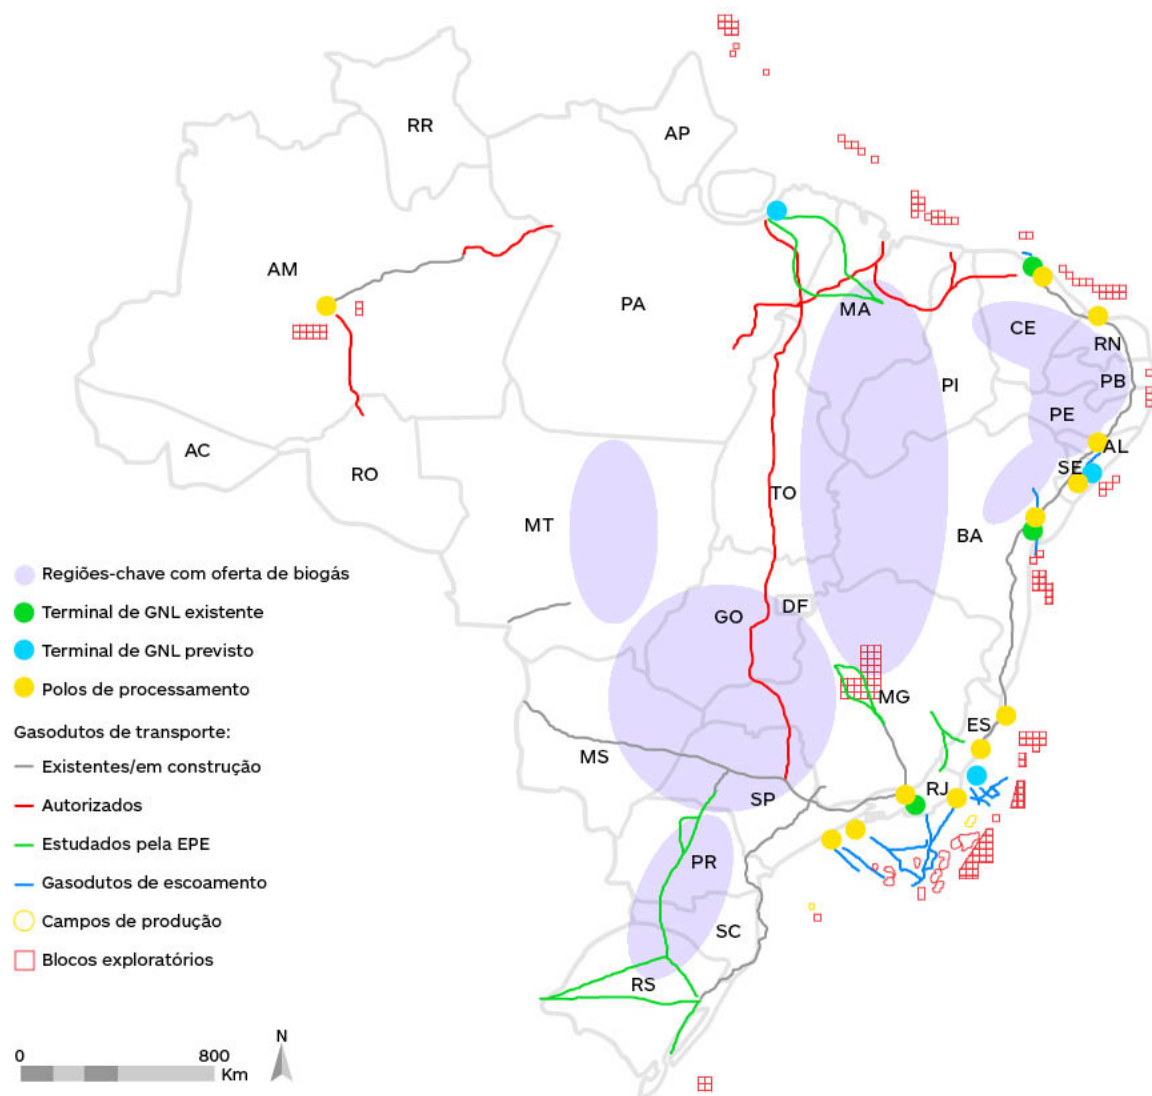 RR
AP
AM
PA
MA
CE
RN
PI
PB
PE
AC
AL
RO
SE
TO
MT
BA
Regiões-chave com oferta de biogás
DF
Terminal de GNL existente
GO
Terminal de GNL previsto
Polos de processamento
MG
ES
Gasodutos de transporte:
MS
Existentes/em construção
RJ
SP
Autorizados
Estudados pela EPE
PR
Gasodutos de escoamento
Campos de produção
SC
Blocos exploratórios
RS
N
0 800
Km